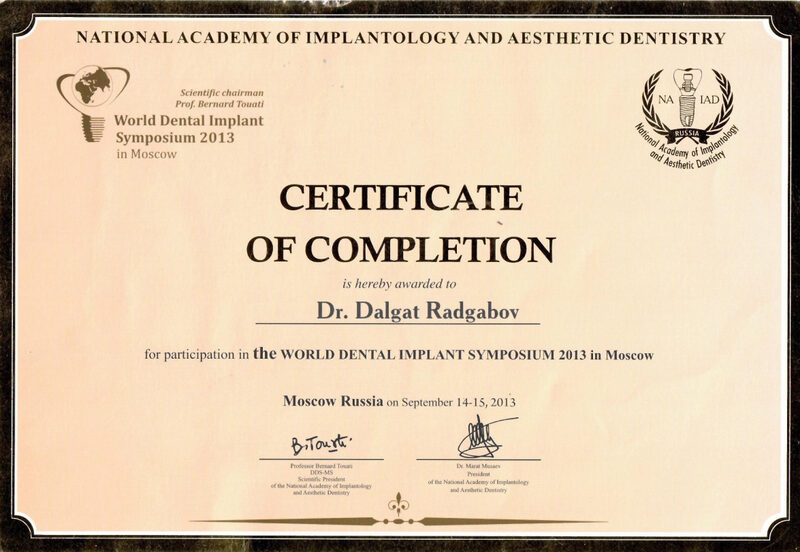 NATIONAL ACADEMY OF IMPLANTOLOGY AND AESTHETIC DENTISTRY
Scientific chairman
Prof. Bernard Touati
World Dental Implant
Symposium 2013
in Moscow
NA IAD
RUSSIA
National Academy of Implantology
and Aesthetic Dentistry
CERTIFICATE
OF COMPLETION
is hereby awarded to
Dr. Dalgat Radgabov
for participation in the WORLD DENTAL IMPLANT SYMPOSIUM 2013 in Moscow
Moscow Russia on September 14-15, 2013
B. Touati
Professor Bernard Touati
DDS-MS
Scientific President
of the National Academy of Implantology
and Aesthetic Dentistry
Dr. Marat Musaev
President
of the National Academy of Implantology
and Aesthetic Dentistry